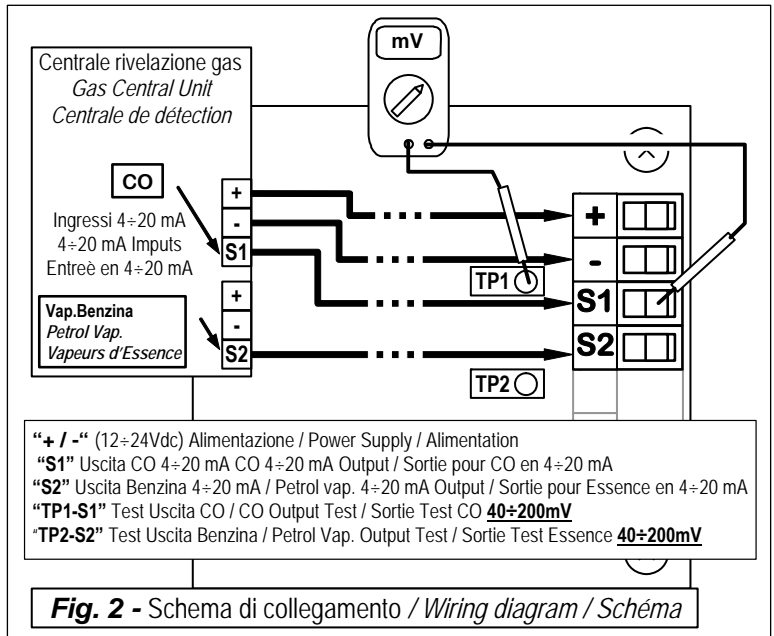 mV
Centrale rivelazione gas
Gas Central Unit
Centrale de détection
CO
Ingressi 4÷20 mA
4÷20 mA Imputs
Entreè en 4÷20 mA
+
-
S1
+
-
S2
Vap.Benzina
Petrol Vap.
Vapeurs d'Essence
+
-
S1
S2
TP1
TP2
“+ / -“ (12÷24Vdc) Alimentazione / Power Supply / Alimentation
“S1” Uscita CO 4÷20 mA CO 4÷20 mA Output / Sortie pour CO en 4÷20 mA
“S2” Uscita Benzina 4÷20 mA / Petrol vap. 4÷20 mA Output / Sortie pour Essence en 4÷20 mA
“TP1-S1” Test Uscita CO / CO Output Test / Sortie Test CO 40÷200mV
“TP2-S2” Test Uscita Benzina / Petrol Vap. Output Test / Sortie Test Essence 40÷200mV
Fig. 2 - Schema di collegamento / Wiring diagram / Schéma